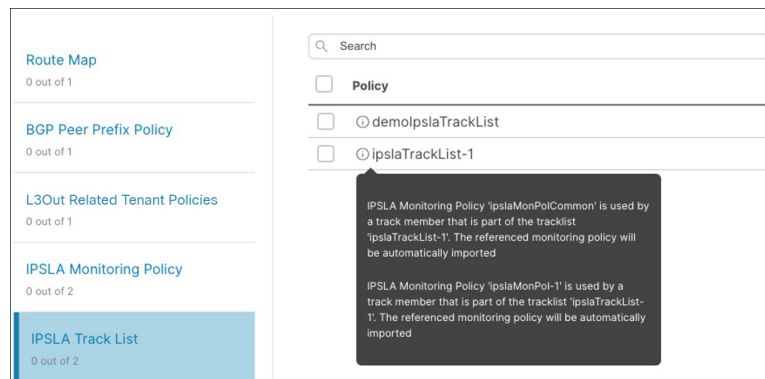 Route Map
0 out of 1
BGP Peer Prefix Policy
0 out of 1
L3Out Related Tenant Policies
0 out of 1
IPSLA Monitoring Policy
0 out of 2
IPSLA Track List
0 out of 2
Search
Policy
demoIpslaTrackList
ipslaTrackList-1
IPSLA Monitoring Policy 'ipslaMonPolCommon' is used by
a track member that is part of the tracklist
'ipslaTrackList-1'. The referenced monitoring policy will
be automatically imported
IPSLA Monitoring Policy 'ipslaMonPol-1' is used by a
track member that is part of the tracklist 'ipslaTrackList-
1'. The referenced monitoring policy will be automatically
imported